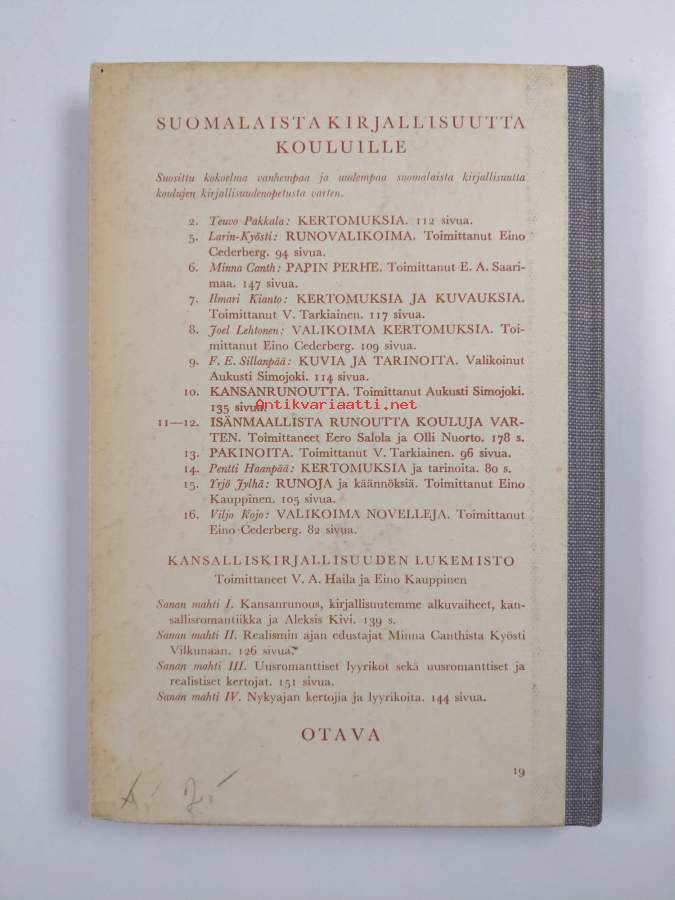 SUOMALAISTA KIRJALLISUUTTA
KOULUILLE
Suosittu kokoelma vanhempaa ja uudempaa suomalaista kirjallisuutta
koulujen kirjallisuudenopetusta varten.
2. Teuvo Pakkala: KERTOMUKSIA. 112 sivua.
5. Larin-Kyösti: RUNOVALIKOIMA. Toimittanut Eino
Cederberg. 94 sivua.
6. Minna Canth: PAPIN PERHE. Toimittanut E. A. Saari-
maa. 147 sivua.
7. Ilmari Kianto: KERTOMUKSIA JA KUVAUKSIA.
Toimittanut V. Tarkiainen. 117 sivua.
8. Joel Lehtonen: VALIKOIMA KERTOMUKSIA. Toi-
mittanut Eino Cederberg. 109 sivua.
9. F. E. Sillanpää: KUVIA JA TARINOITA. Valikoinut
Aukusti Simojoki. 114 sivua.
10. KANSANRUNOUTTA. Toimittanut Aukusti Simojoki.
135 sivua.
Antikvariaatti.net
11—12. ISÄNMAALLISTA RUNOUTTA KOULUJA VAR-
TEN. Toimittaneet Eero Salola ja Olli Nuorto. 178 s.
13. PAKINOITA. Toimittanut V. Tarkiainen. 96 sivua.
14. Pentti Haanpää: KERTOMUKSIA ja tarinoita. 80 s.
15. Yrjö Jylhä: RUNOJA ja käännöksiä. Toimittanut Eino
Kauppinen. 105 sivua.
16. Viljo Kojo: VALIKOIMA NOVELLEJA. Toimittanut
Eino Cederberg. 82 sivua.
KANSALLISKIRJALLISUUDEN LUKEMISTO
Toimittaneet V. A. Haila ja Eino Kauppinen
Sanan mahti I. Kansanrunous, kirjallisuutemme alkuvaiheet, kan-
sallisromantiikka ja Aleksis Kivi. 139 s.
Sanan mahti II. Realismin ajan edustajat Minna Canthista Kyösti
Vilkunaan. 126 sivua.
Sanan mahti III. Uusromanttiset lyyrikot sekä uusromanttiset ja
realistiset kertojat. 151 sivua.
Sanan mahti IV. Nykyajan kertojia ja lyyrikoita. 144 sivua.
OTAVA
19